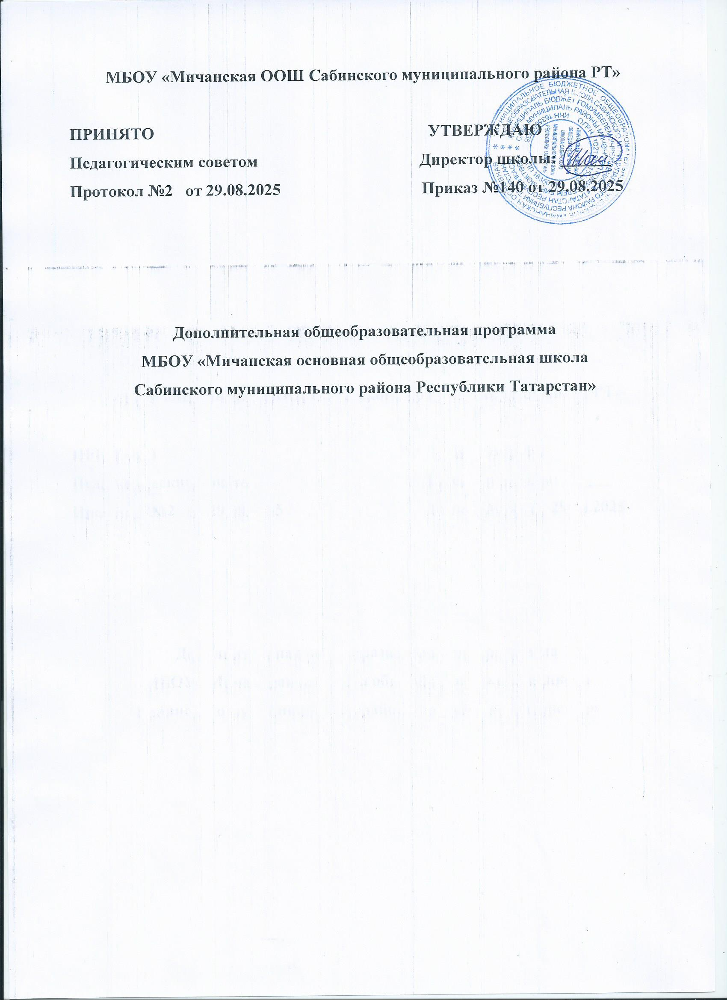 МБОУ «Мичанская ООШ Сабинского муниципального района РТ»
ПРИНЯТО
Педагогическим советом
Протокол №2 от 29.08.2025
УТВЕРЖДАЮ
Директор школы:
Приказ №140 от 29.08.2025
Дополнительная общеобразовательная программа
МБОУ «Мичанская основная общеобразовательная школа
Сабинского муниципального района Республики Татарстан»